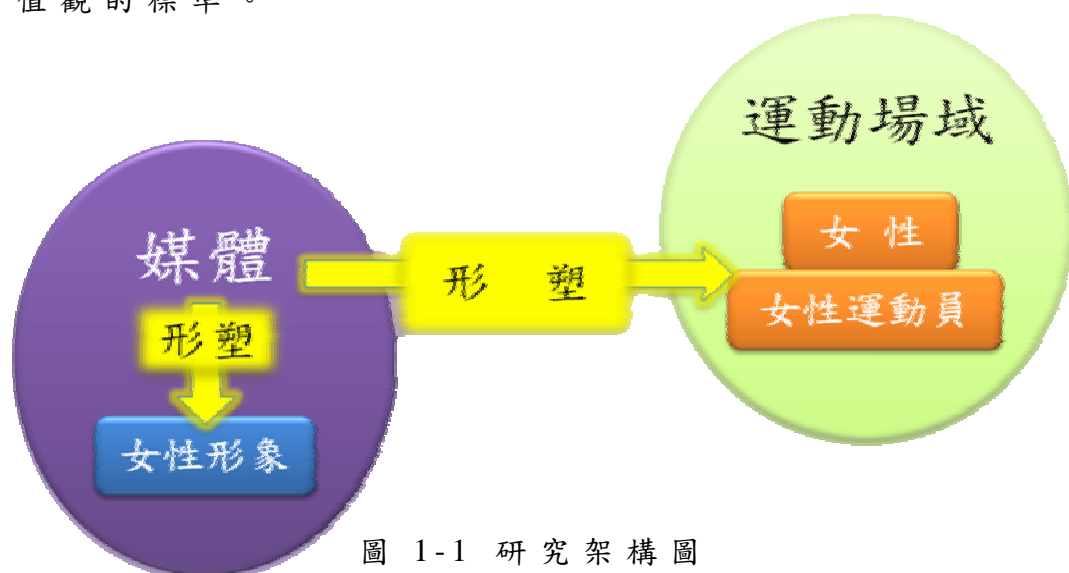 值觀的標準。
運動場域
女性
女性運動員
媒體
形塑
形塑
女性形象
圖 1-1 研究架構圖